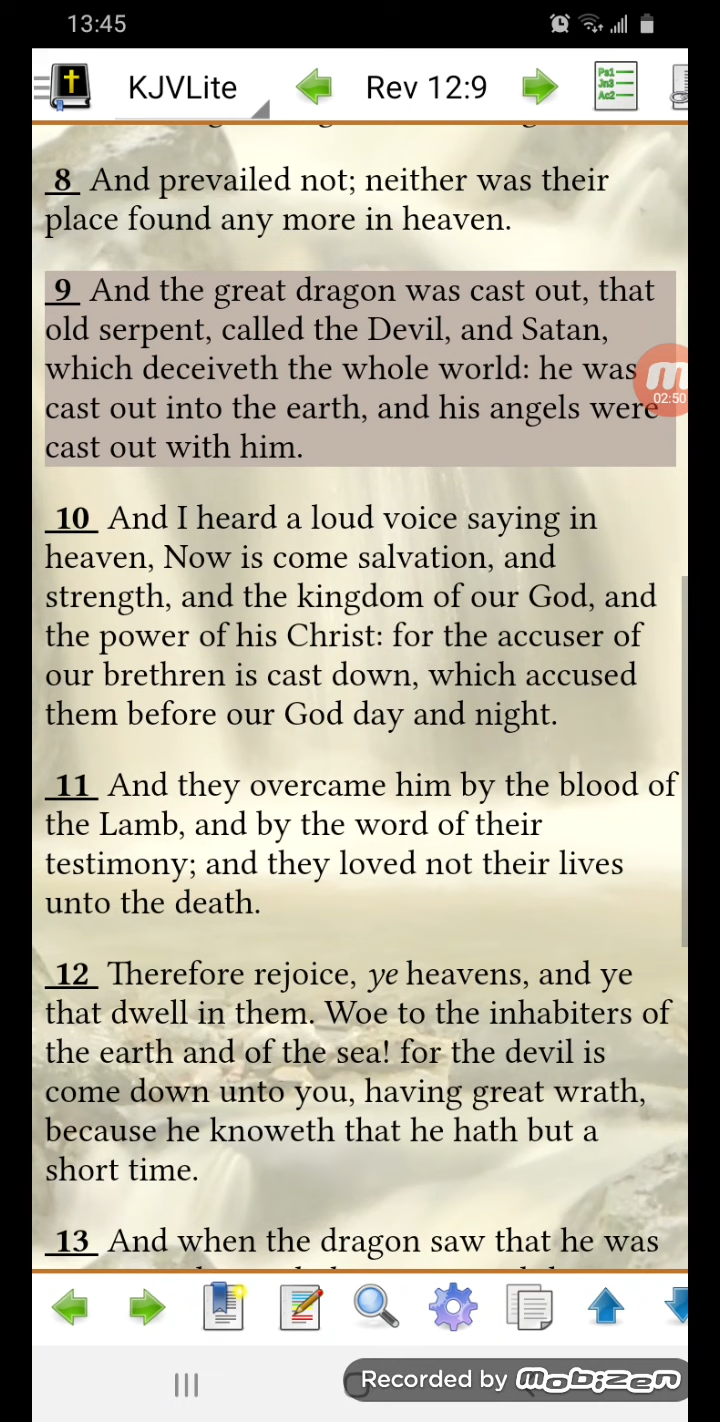 13:45
KJVLite
Rev 12:9
Ps1
Jn3
Ac2
8 And prevailed not; neither was their
place found any more in heaven.
9 And the great dragon was cast out, that
old serpent, called the Devil, and Satan,
which deceiveth the whole world: he was
cast out into the earth, and his angels were
cast out with him.
02:50
10 And I heard a loud voice saying in
heaven, Now is come salvation, and
strength, and the kingdom of our God, and
the power of his Christ: for the accuser of
our brethren is cast down, which accused
them before our God day and night.
11 And they overcame him by the blood of
the Lamb, and by the word of their
testimony; and they loved not their lives
unto the death.
12 Therefore rejoice, ye heavens, and ye
that dwell in them. Woe to the inhabiters of
the earth and of the sea! for the devil is
come down unto you, having great wrath,
because he knoweth that he hath but a
short time.
13 And when the dragon saw that he was
Recorded by mobizen